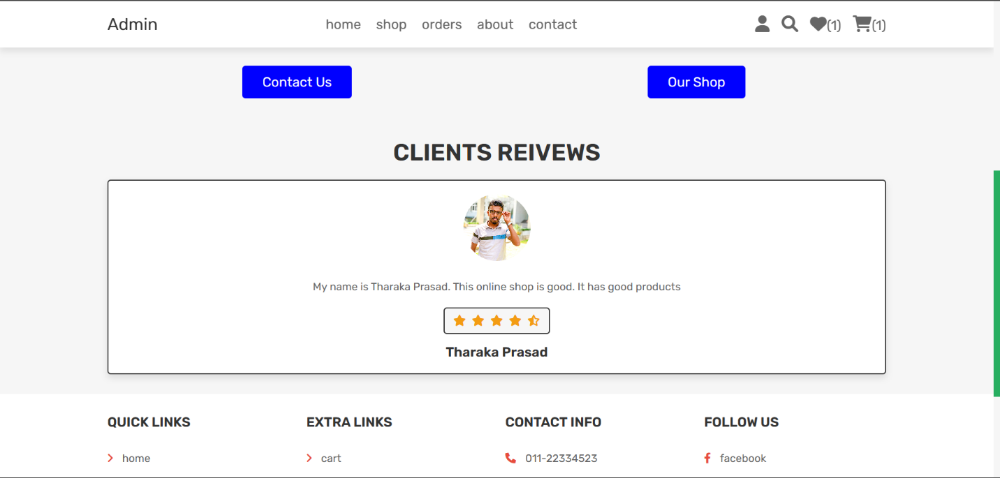 Admin home shop orders about contact (1) (1)
Contact Us Our Shop
CLIENTS REIVEWS
My name is Tharaka Prasad. This online shop is good. It has good products
Tharaka Prasad
QUICK LINKS EXTRA LINKS CONTACT INFO FOLLOW US
home cart 011-22334523 facebook